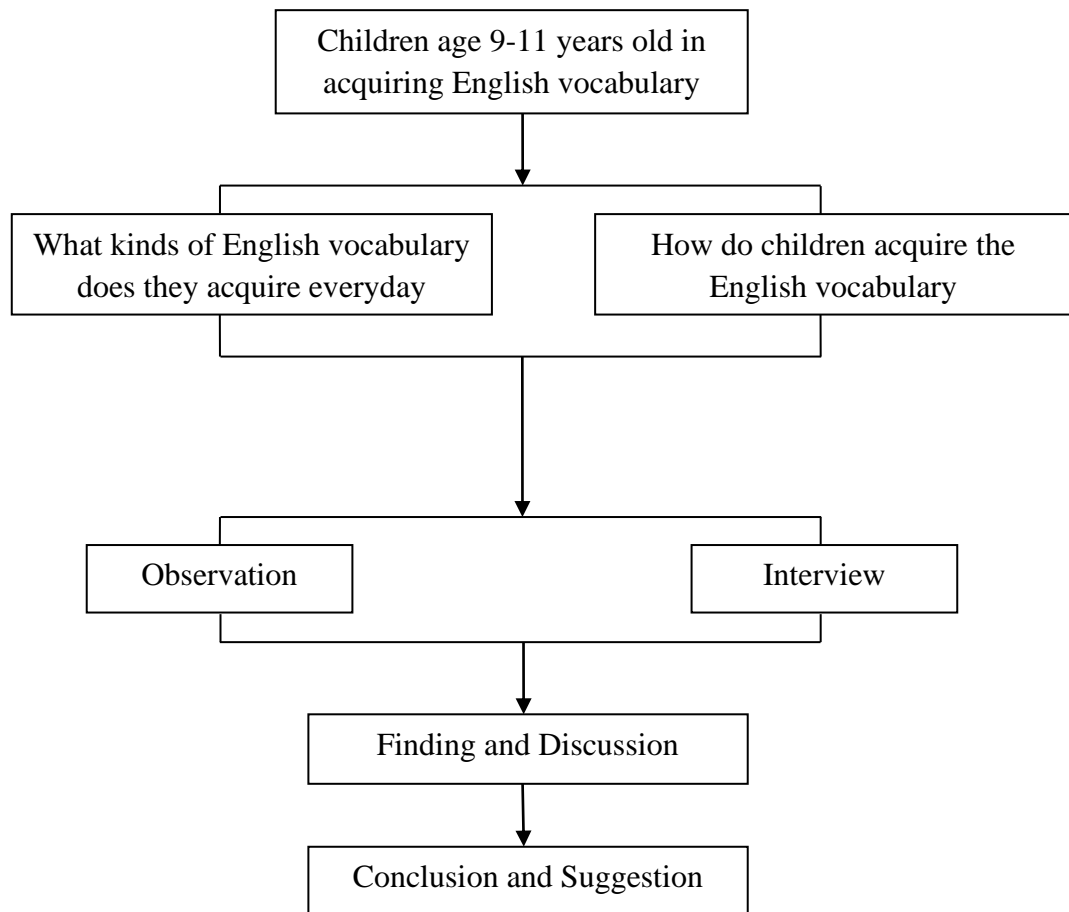 Children age 9-11 years old in
acquiring English vocabulary
What kinds of English vocabulary
does they acquire everyday
How do children acquire the
English vocabulary
Observation
Interview
Finding and Discussion
Conclusion and Suggestion